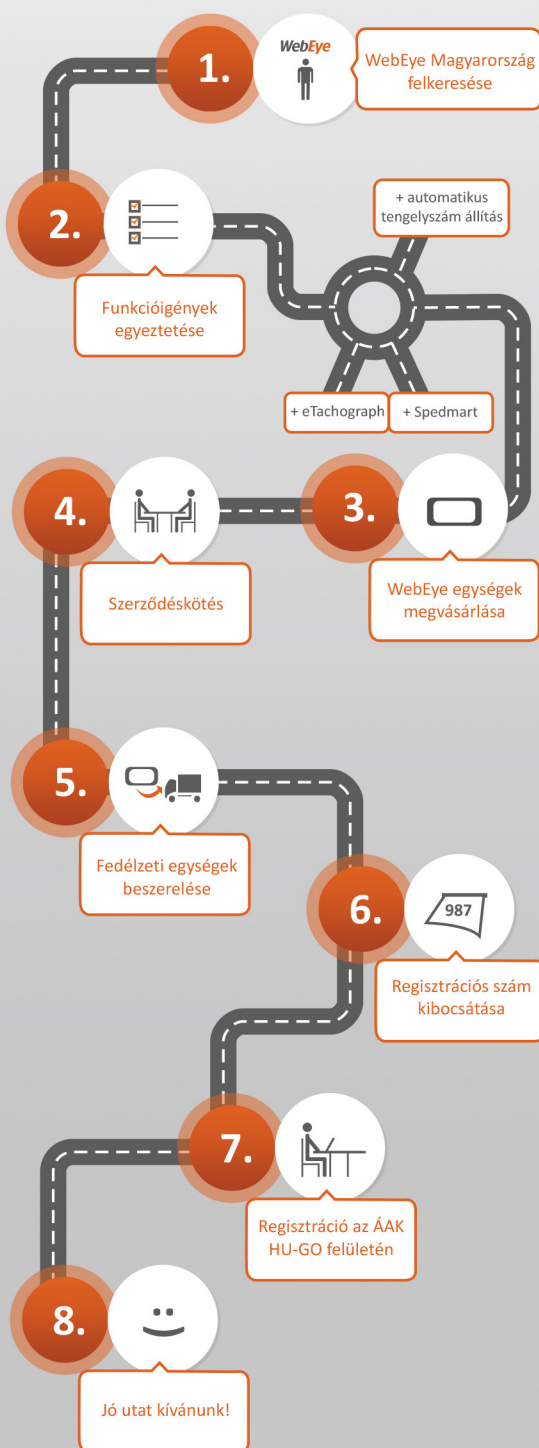 1.
WebEye
WebEye Magyarország
felkeresése
2.
Funkcióigények
egyeztetése
+ automatikus
tengelyszám állítás
+ eTachograph
+ Spedmart
3.
WebEye egységek
megvásárlása
4.
Szerződéskötés
5.
Fedélzeti egységek
beszerelése
6.
987
Regisztrációs szám
kibocsátása
7.
Regisztráció az ÁAK
HU-GO felületén
8.
Jó utat kívánunk!